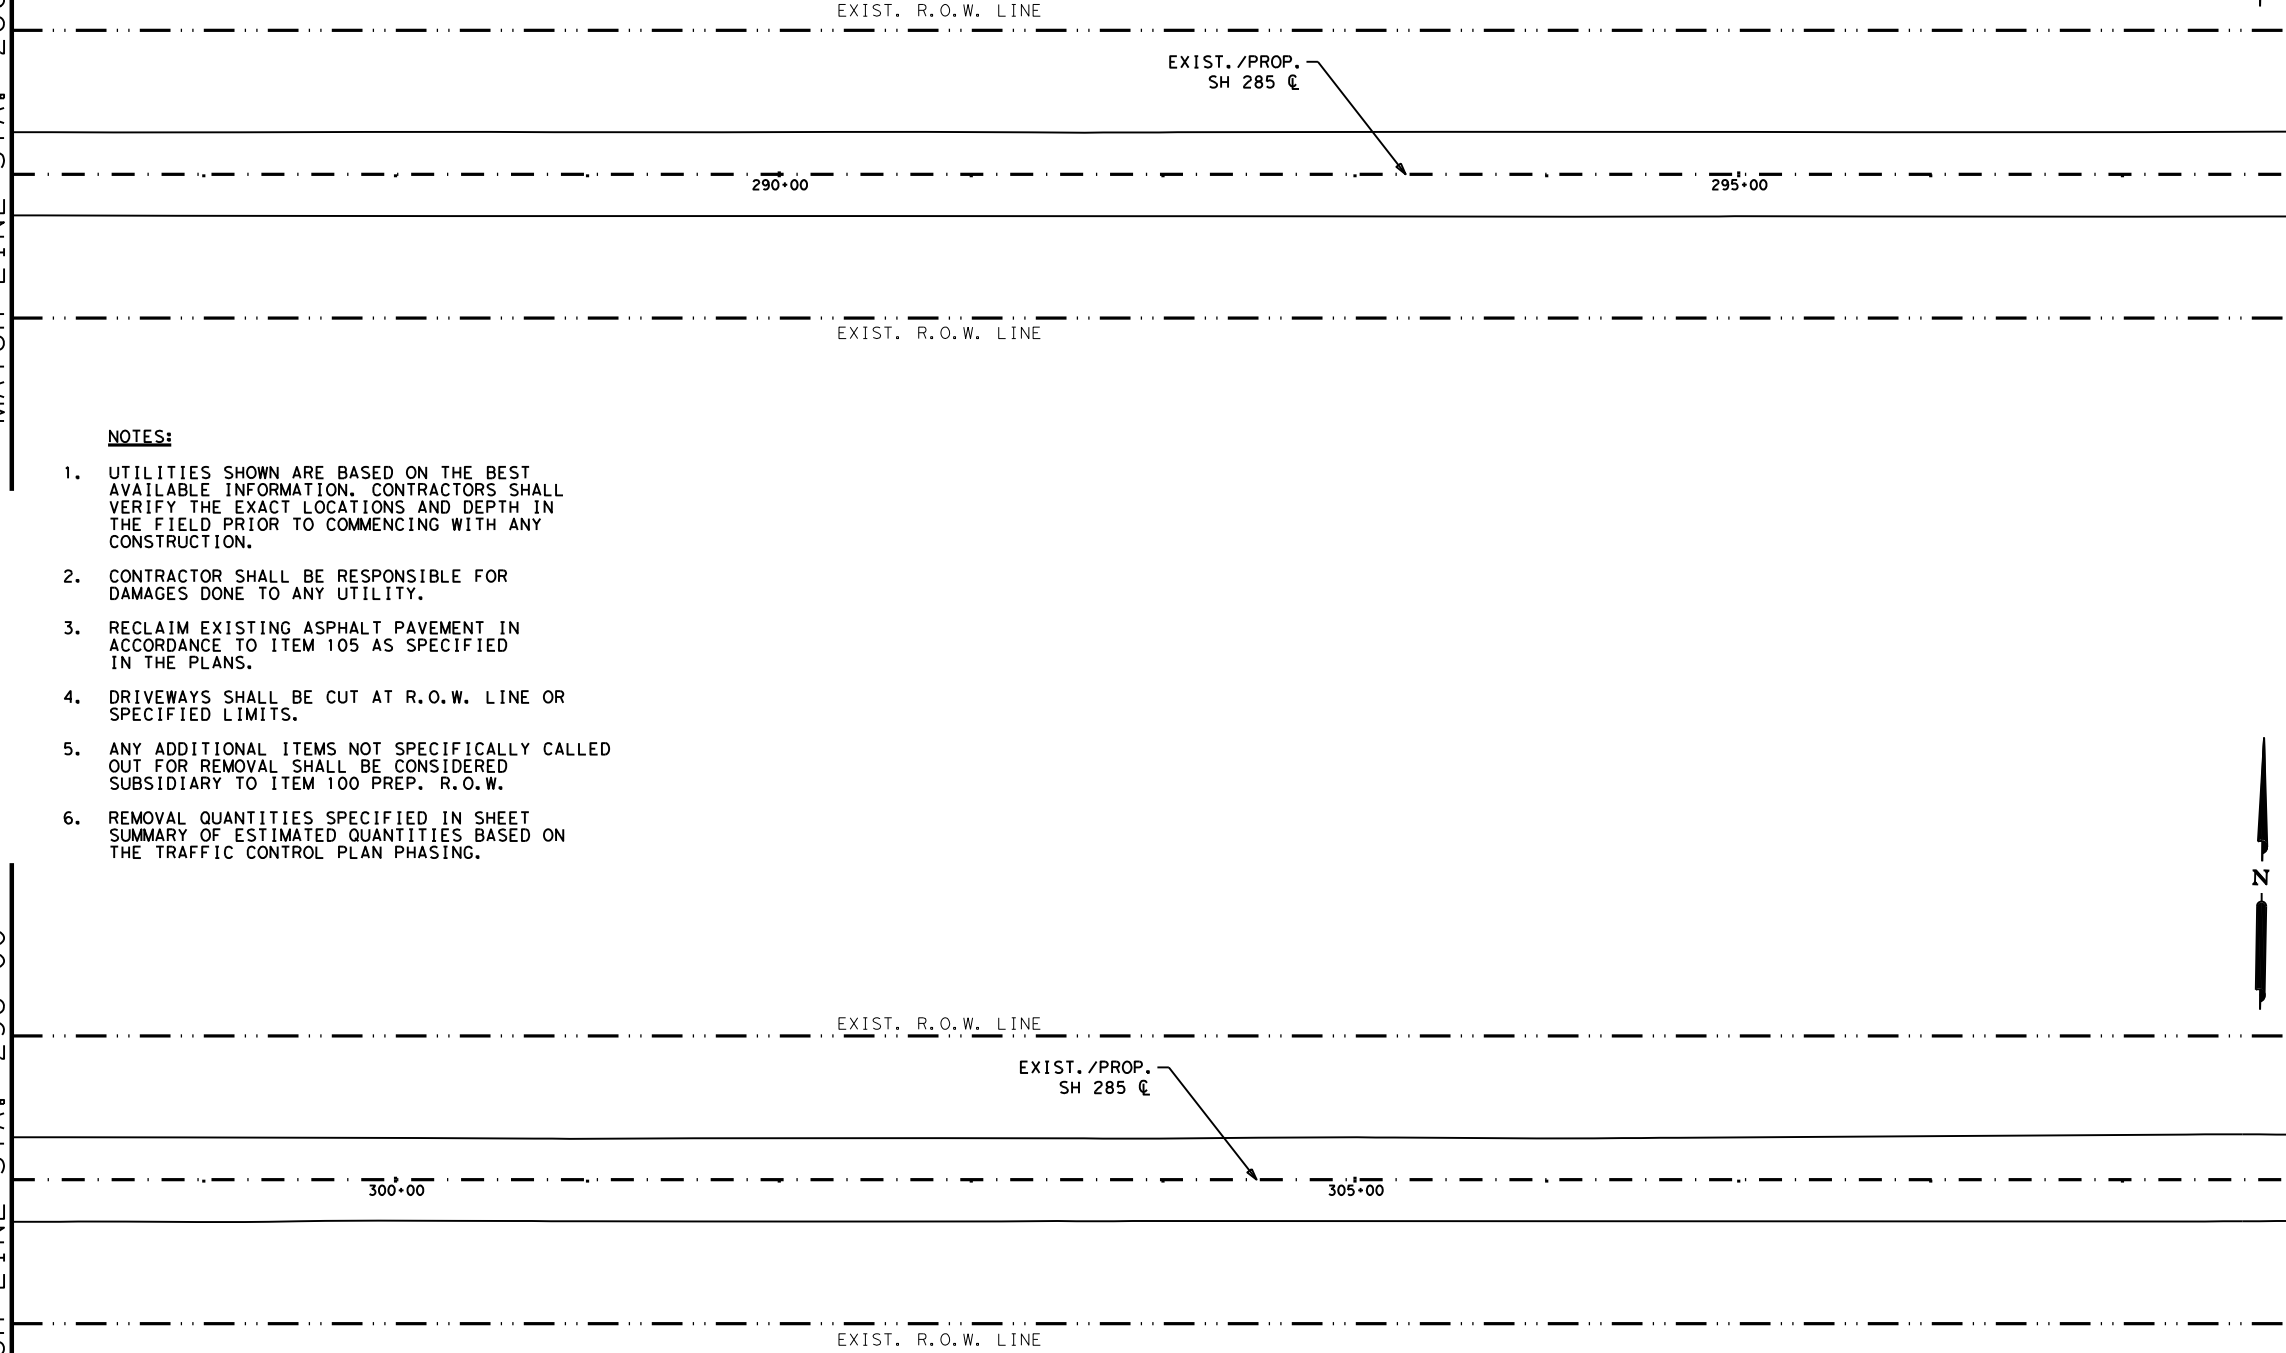 EXIST. R.O.W. LINE
EXIST./PROP.
SH 285 ℄
290+00
295+00
EXIST. R.O.W. LINE
NOTES:
1. UTILITIES SHOWN ARE BASED ON THE BEST
AVAILABLE INFORMATION. CONTRACTORS SHALL
VERIFY THE EXACT LOCATIONS AND DEPTH IN
THE FIELD PRIOR TO COMMENCING WITH ANY
CONSTRUCTION.
2. CONTRACTOR SHALL BE RESPONSIBLE FOR
DAMAGES DONE TO ANY UTILITY.
3. RECLAIM EXISTING ASPHALT PAVEMENT IN
ACCORDANCE TO ITEM 105 AS SPECIFIED
IN THE PLANS.
4. DRIVEWAYS SHALL BE CUT AT R.O.W. LINE OR
SPECIFIED LIMITS.
5. ANY ADDITIONAL ITEMS NOT SPECIFICALLY CALLED
OUT FOR REMOVAL SHALL BE CONSIDERED
SUBSIDIARY TO ITEM 100 PREP. R.O.W.
6. REMOVAL QUANTITIES SPECIFIED IN SHEET
SUMMARY OF ESTIMATED QUANTITIES BASED ON
THE TRAFFIC CONTROL PLAN PHASING.
N
EXIST. R.O.W. LINE
EXIST./PROP.
SH 285 ℄
300+00
305+00
EXIST. R.O.W. LINE